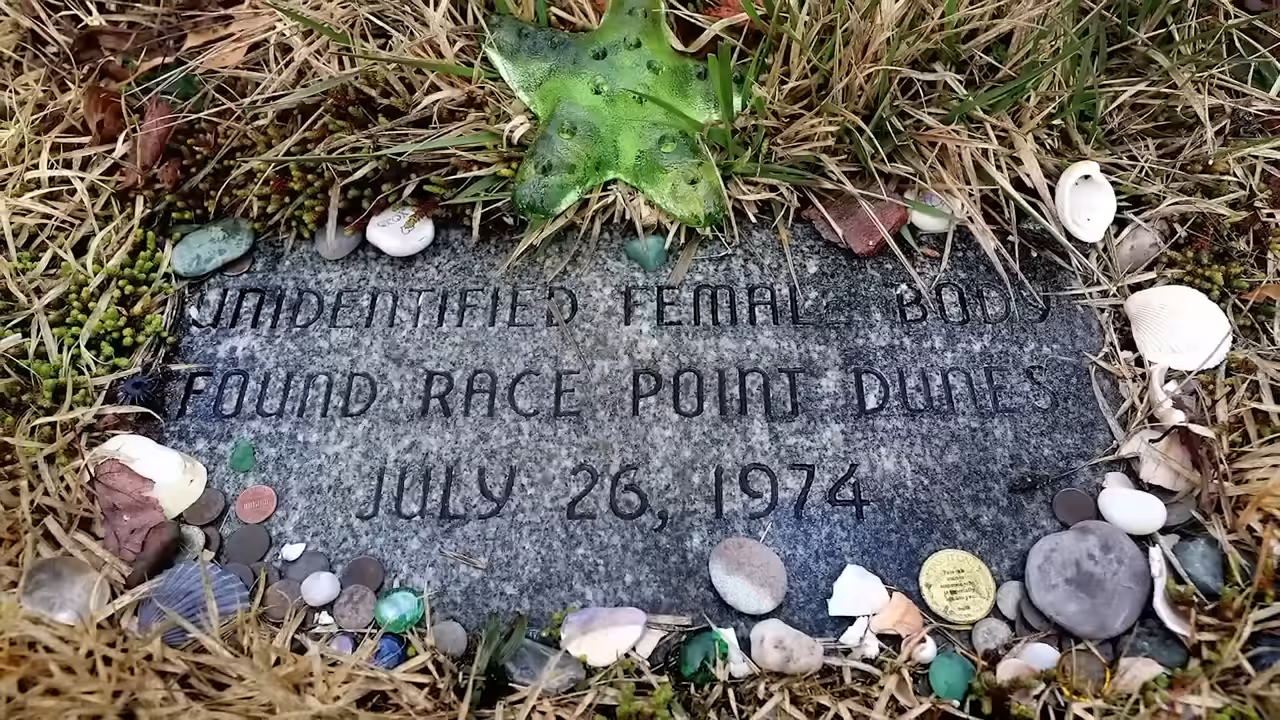 UNIDENTIFIED FEMALE BODY
FOUND RACE POINT DUNES
JULY 26, 1974